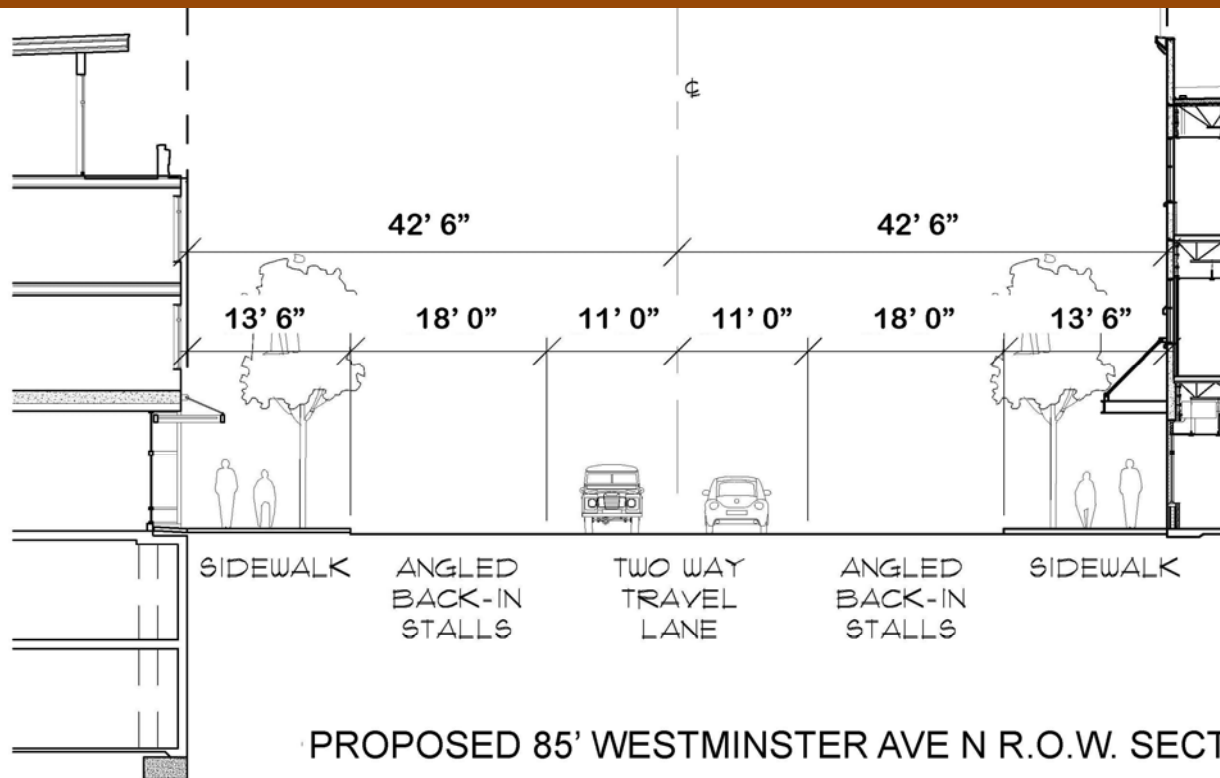 ℄
42' 6" 42' 6"
13' 6" 18' 0" 11' 0" 11' 0" 18' 0" 13' 6"
SIDEWALK
ANGLED
BACK-IN
STALLS
TWO WAY
TRAVEL
LANE
ANGLED
BACK-IN
STALLS
SIDEWALK
PROPOSED 85' WESTMINSTER AVE N R.O.W. SECT